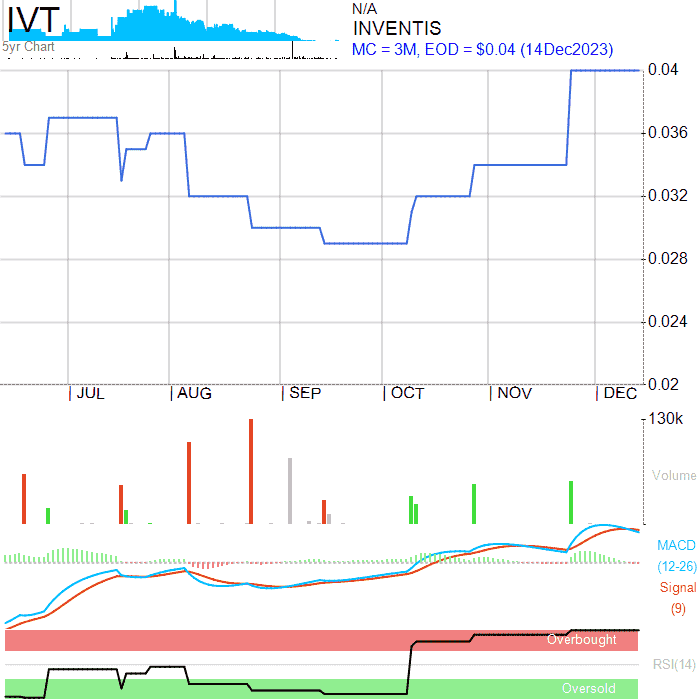 IVT
5yr Chart
N/A
INVENTIS
MC = 3M, EOD = $0.04 (14Dec2023)
0.04
0.036
0.032
0.028
0.024
0.02
JUL AUG SEP OCT NOV DEC
130k
Volume
MACD
(12-26)
Signal
(9)
Overbought
RSI(14)
Oversold